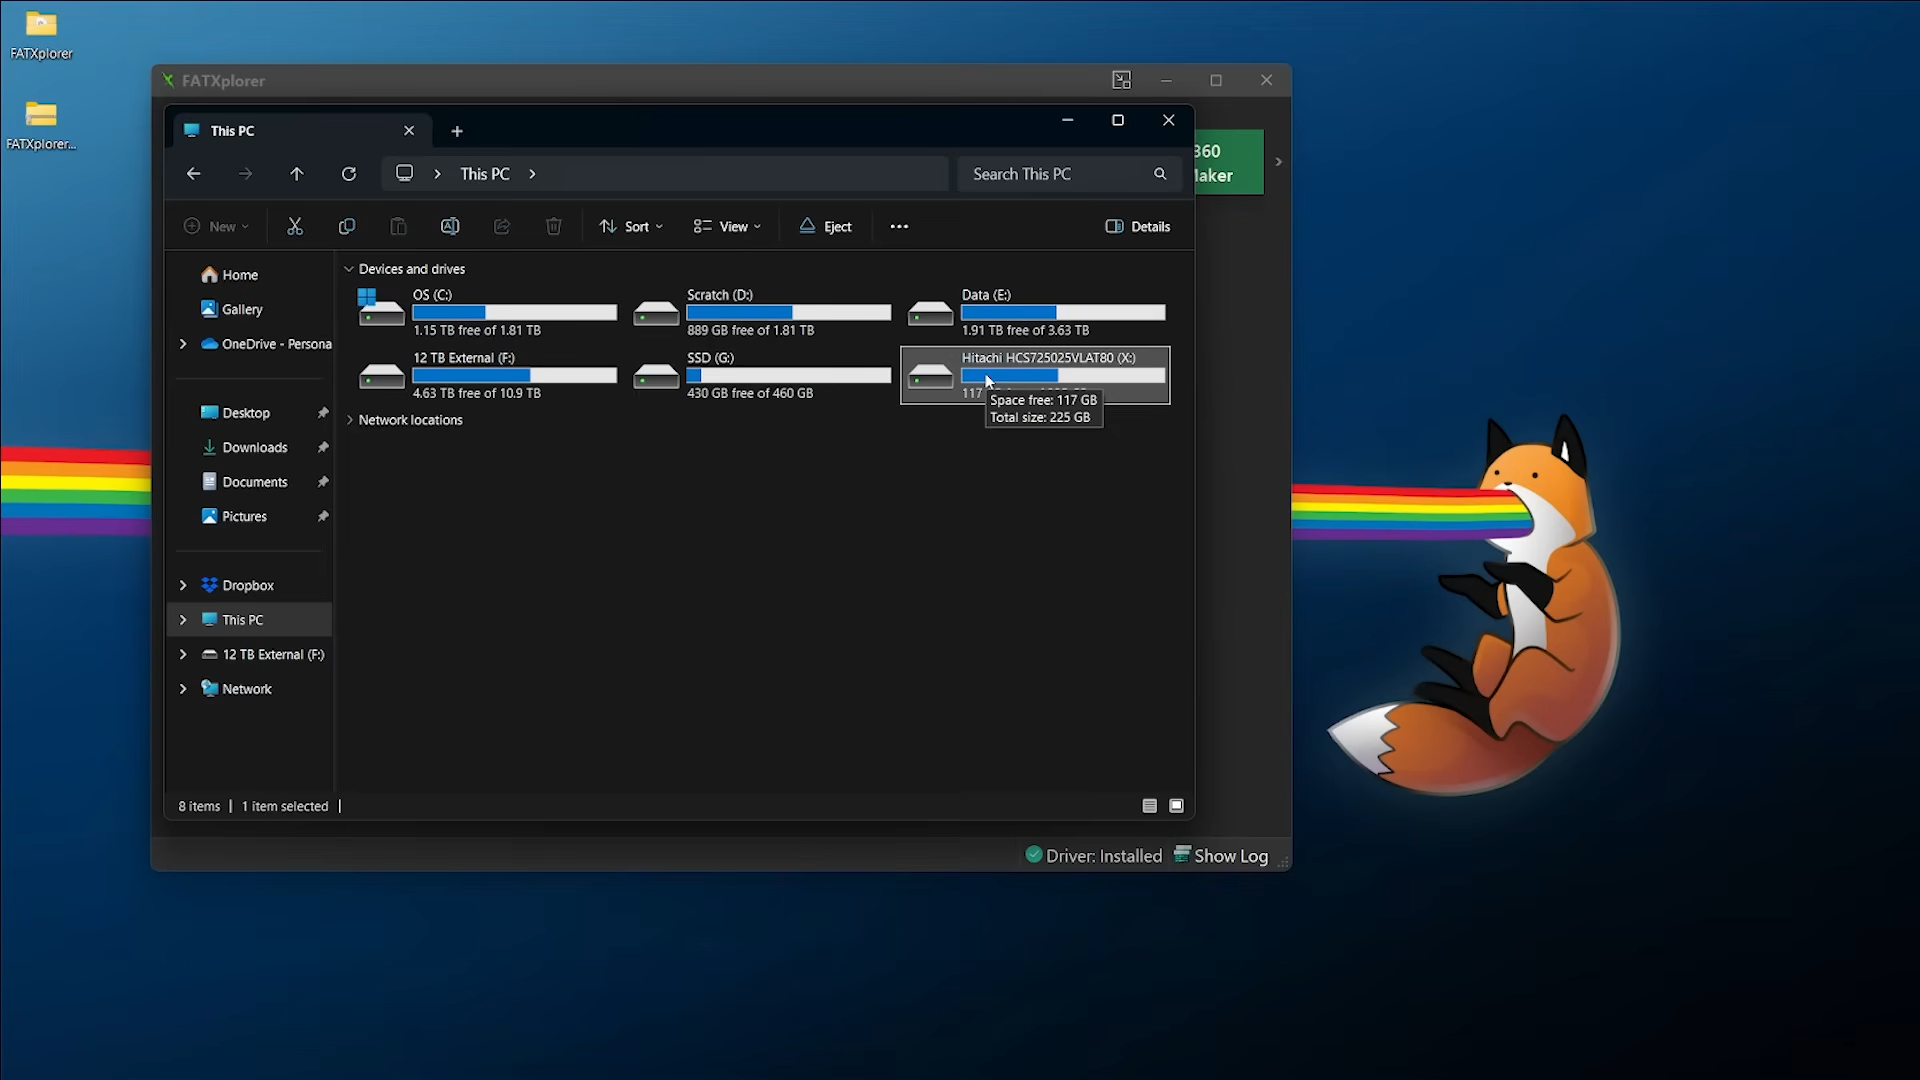 FATXplorer
FATXplorer...
FATXplorer
This PC
This PC
Search This PC
360
New
Sort
View
Eject
Details
Home
Gallery
OneDrive - Persona
Desktop
Downloads
Documents
Pictures
Dropbox
This PC
12 TB External (F:)
Network
Devices and drives
OS (C:)
1.15 TB free of 1.81 TB
Scratch (D:)
889 GB free of 1.81 TB
Data (E:)
1.91 TB free of 3.63 TB
12 TB External (F:)
4.63 TB free of 10.9 TB
SSD (G:)
430 GB free of 460 GB
Hitachi HCS725025VLAT80 (X:)
117
Space free: 117 GB
Total size: 225 GB
Network locations
8 items
1 item selected
Driver: Installed
Show Log